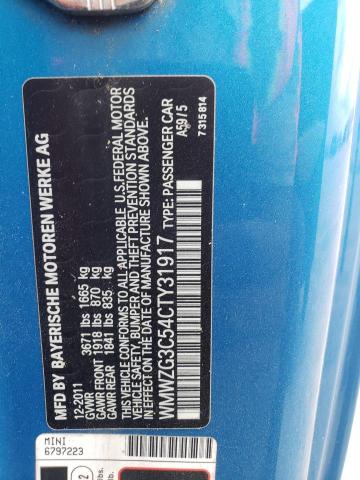 MFD BY BAYERISCHE MOTOREN WERKE AG
12-2011
GVWR 3671 lbs 1665 kg
GAWR FRONT 1918 lbs 870 kg
GAWR REAR 1841 lbs 835 kg
THIS VEHICLE CONFORMS TO ALL APPLICABLE U.S. FEDERAL MOTOR
VEHICLE SAFETY, BUMPER, AND THEFT PREVENTION STANDARDS
IN EFFECT ON THE DATE OF MANUFACTURE SHOWN ABOVE.
WMWZG3C54CTY31917 TYPE: PASSENGER CAR
A59/5
7315814
MINI
6797223
2
lb.